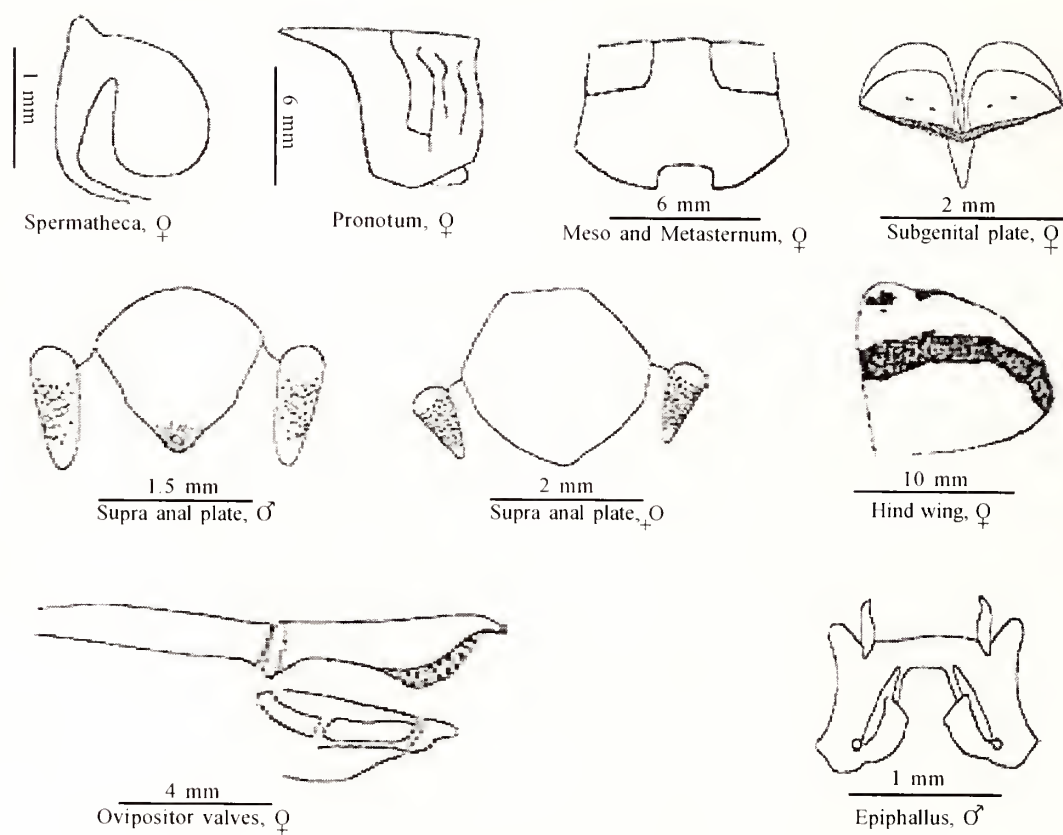 1 mm
Spermatheca, ♀
6 mm
Pronotum, ♀
6 mm
Meso and Metasternum, ♀
2 mm
Subgenital plate, ♀
1.5 mm
Supra anal plate, ♂
2 mm
Supra anal plate, ♀
10 mm
Hind wing, ♀
4 mm
Ovipositor valves, ♀
1 mm
Epiphallus, ♂